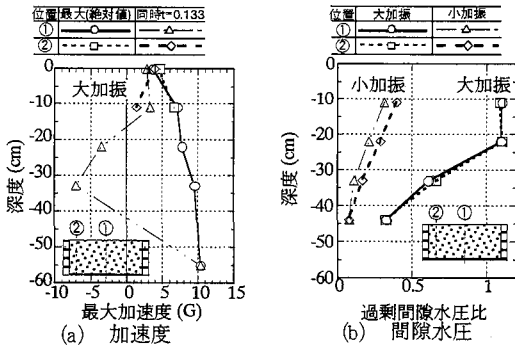 位置 最大(絶対値) 同時t=0.133
①
②
大加振
深度(cm)
0
-10
-20
-30
-40
-50
-60
② ①
-10 -5 0 5 10 15
最大加速度(G)
(a) 加速度
位置 大加振 小加振
①
②
小加振 大加振
深度(cm)
0
-10
-20
-30
-40
-50
-60
② ①
0 0.5 1
過剰間隙水圧比
(b) 間隙水圧